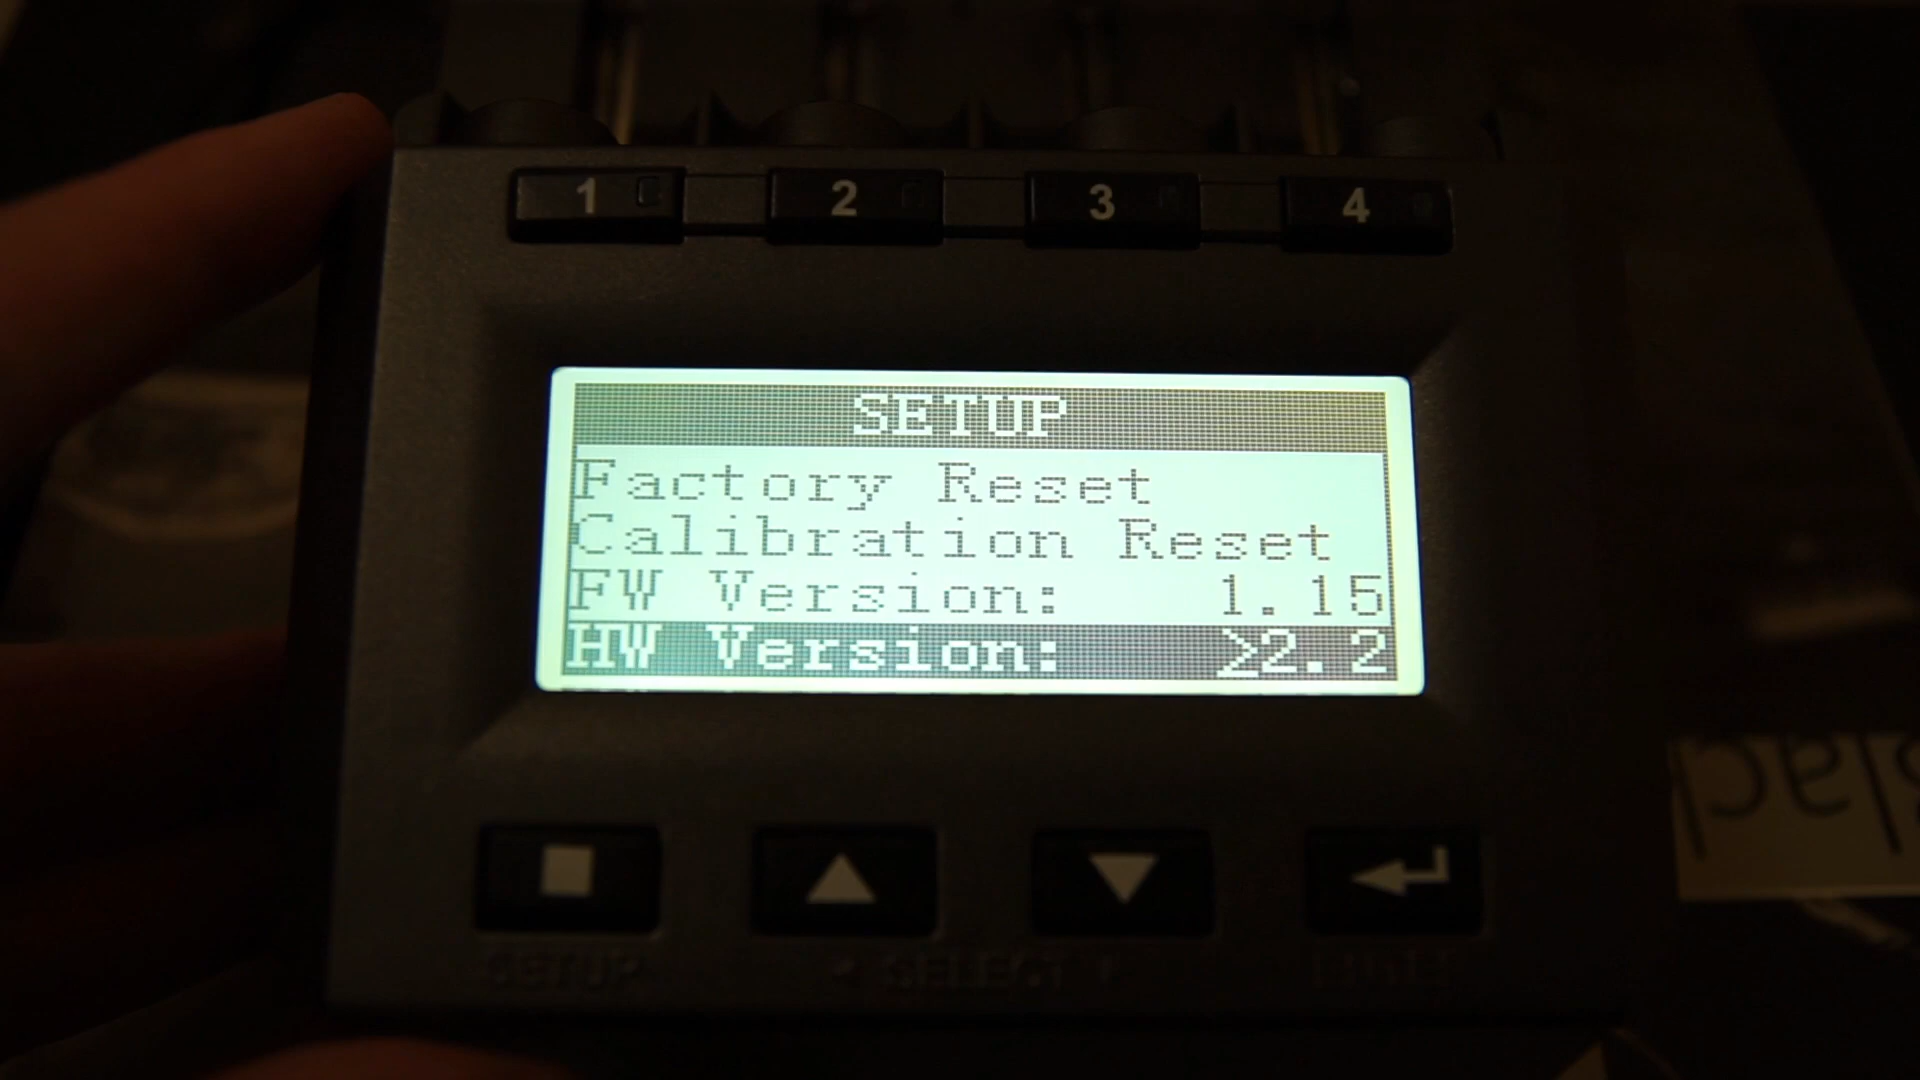 1 2 3 4
SETUP
Factory Reset
Calibration Reset
FW Version: 1.15
HW Version: ≥2.2
SETUP SELECT